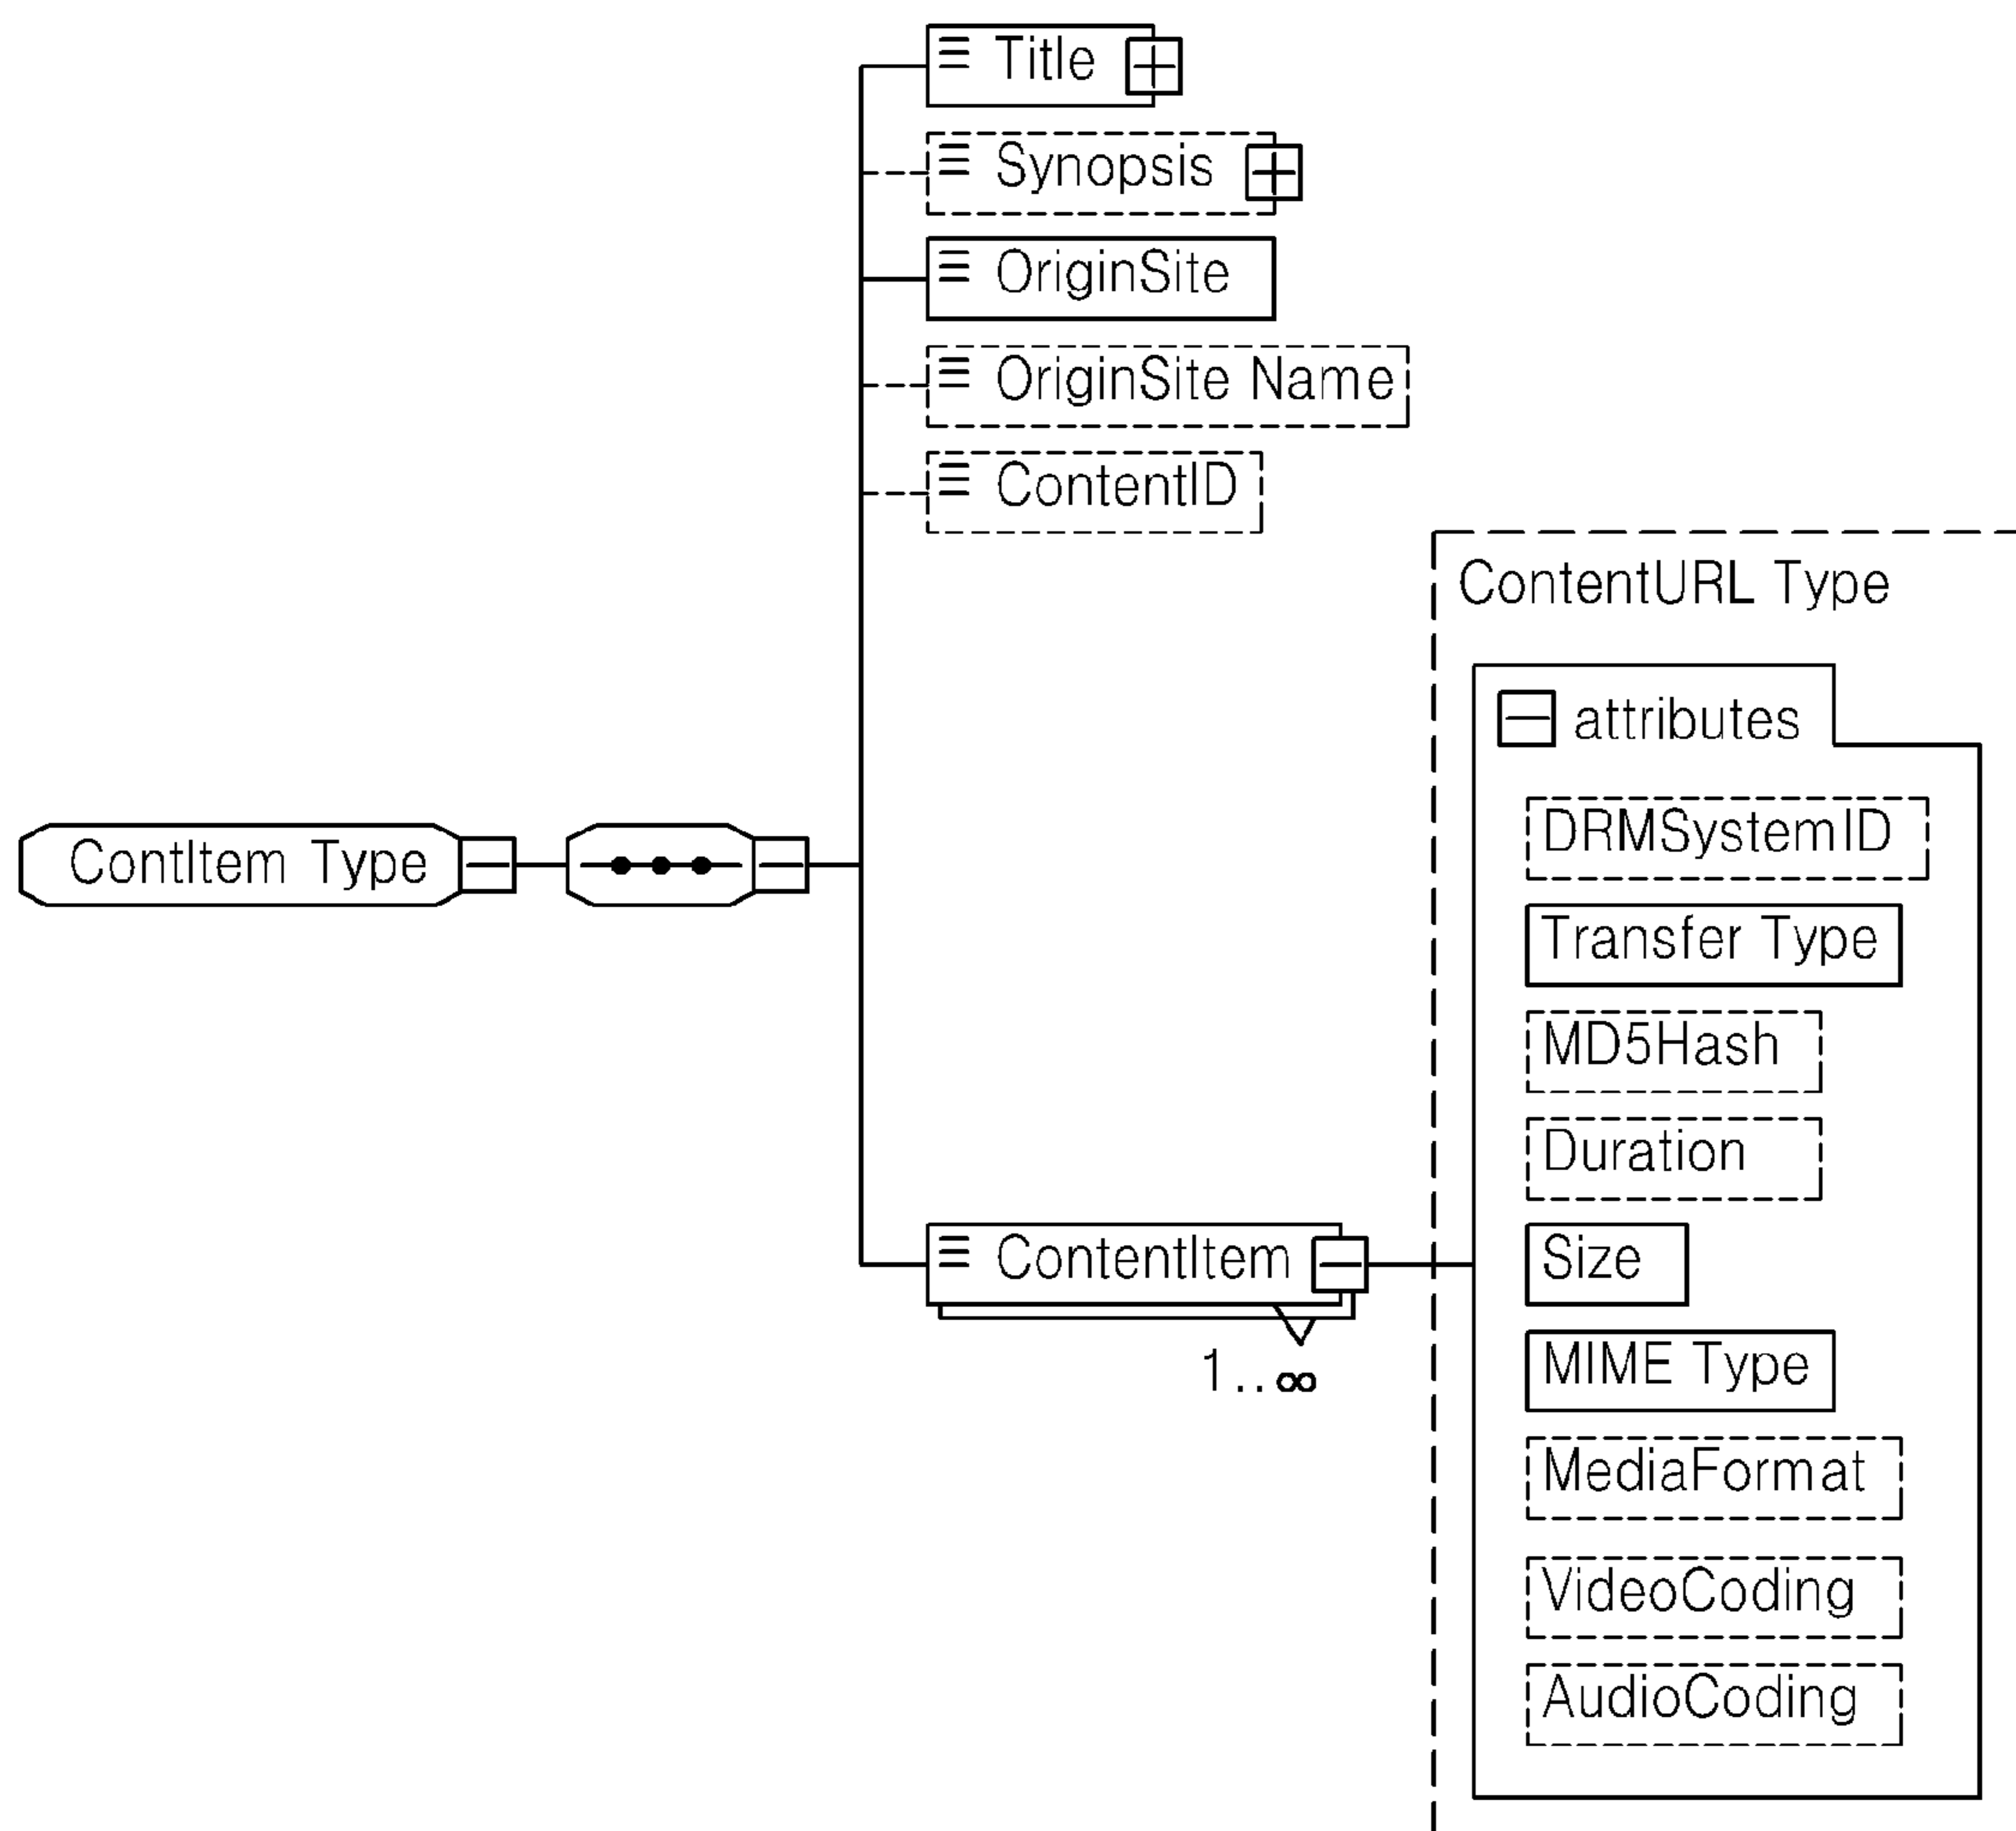 Title
Synopsis
OriginSite
OriginSite Name
ContentID
ContentURL Type
attributes
DRMSystemID
ContItem Type
Transfer Type
MD5Hash
Duration
ContentItem
Size
1..∞
MIME Type
MediaFormat
VideoCoding
AudioCoding